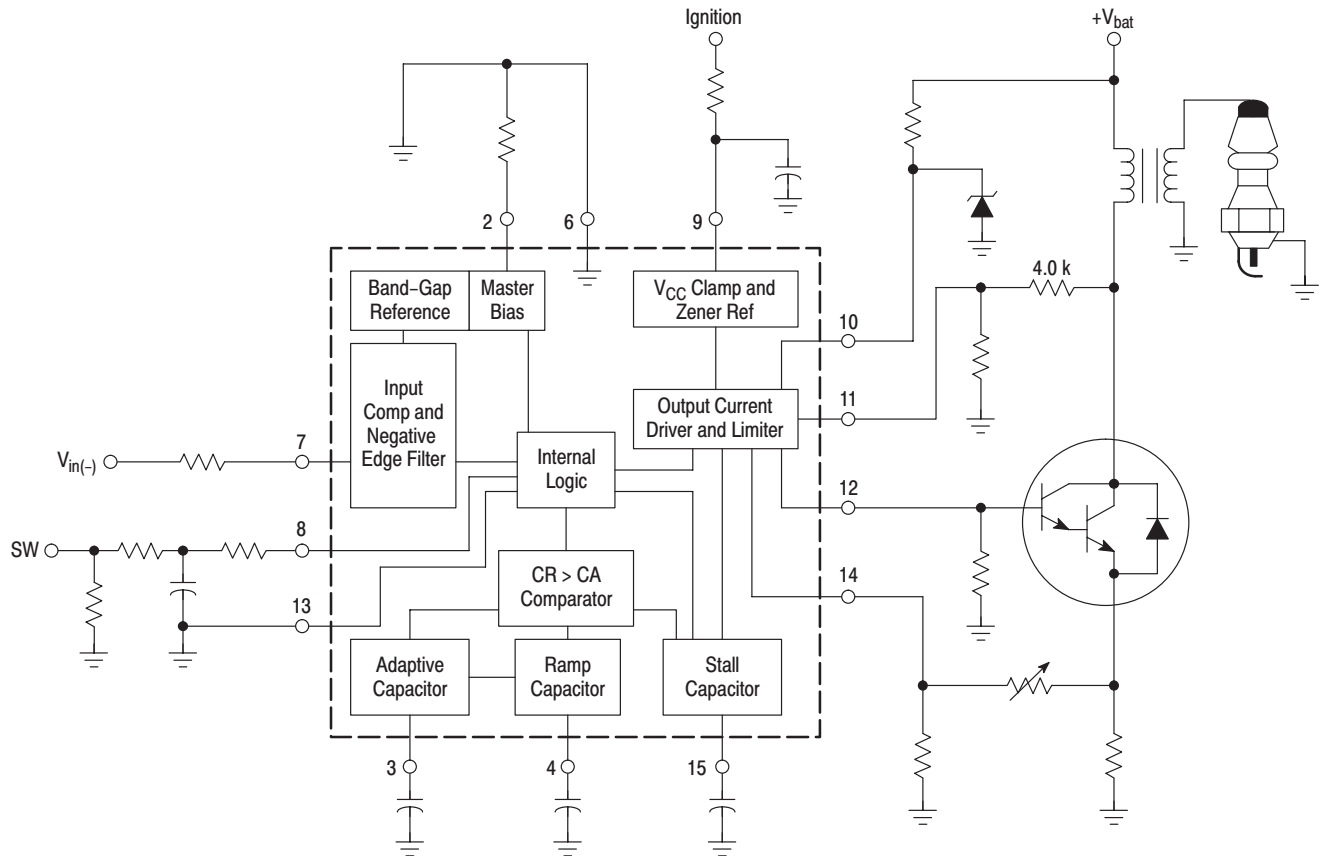 Ignition
+Vbat
2
6
9
4.0 k
Band–Gap
Reference
Master
Bias
VCC Clamp and
Zener Ref
10
Input
Comp and
Negative
Edge Filter
Output Current
Driver and Limiter
11
7
Vin(–)
Internal
Logic
12
8
SW
CR > CA
Comparator
14
13
Adaptive
Capacitor
Ramp
Capacitor
Stall
Capacitor
3
4
15